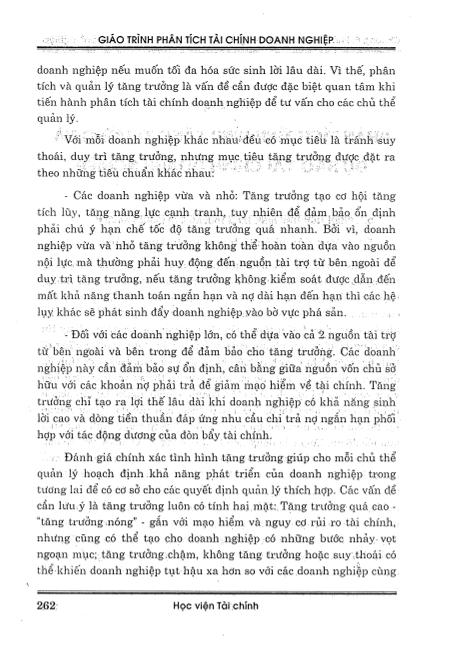 GIÁO TRÌNH PHÂN TÍCH TÀI CHÍNH DOANH NGHIỆP
doanh nghiệp nếu muốn tối đa hóa sức sinh lời lâu dài. Vì thế, phân
tích và quản lý tăng trưởng là vấn đề cần được đặc biệt quan tâm khi
tiến hành phân tích tài chính doanh nghiệp để tư vấn cho các chủ thể
quản lý.
Với mỗi doanh nghiệp khác nhau đều có mục tiêu là tránh suy
thoái, duy trì tăng trưởng, nhưng mục tiêu tăng trưởng được đặt ra
theo những tiêu chuẩn khác nhau:
- Các doanh nghiệp vừa và nhỏ: Tăng trưởng tạo cơ hội tăng
tích lũy, tăng năng lực cạnh tranh, tuy nhiên để đảm bảo ổn định
phải chú ý hạn chế tốc độ tăng trưởng quá nhanh. Bởi vì, doanh
nghiệp vừa và nhỏ tăng trưởng không thể hoàn toàn dựa vào nguồn
nội lực mà thường phải huy động đến nguồn tài trợ từ bên ngoài để
duy trì tăng trưởng, nếu tăng trưởng không kiểm soát được dẫn đến
mất khả năng thanh toán ngắn hạn và nợ dài hạn đến hạn thì các hệ
lụy khác sẽ phát sinh đẩy doanh nghiệp vào bờ vực phá sản.
- Đối với các doanh nghiệp lớn, có thể dựa vào cả 2 nguồn tài trợ
từ bên ngoài và bên trong để đảm bảo cho tăng trưởng. Các doanh
nghiệp này cần đảm bảo sự ổn định, cân bằng giữa nguồn vốn chủ sở
hữu với các khoản nợ phải trả để giảm mạo hiểm về tài chính. Tăng
trưởng chỉ tạo ra lợi thế lâu dài khi doanh nghiệp có khả năng sinh
lời cao và dòng tiền thuần đáp ứng nhu cầu chi trả nợ ngắn hạn phối
hợp với tác động dương của đòn bẩy tài chính.
Đánh giá chính xác tình hình tăng trưởng giúp cho mỗi chủ thể
quản lý hoạch định khả năng phát triển của doanh nghiệp trong
tương lai để có cơ sở cho các quyết định quản lý thích hợp. Các vấn đề
cần lưu ý là tăng trưởng luôn có tính hai mặt: Tăng trưởng quá cao -
"tăng trưởng nóng" - gắn với mạo hiểm và nguy cơ rủi ro tài chính,
nhưng cũng có thể tạo cho doanh nghiệp có những bước nhảy vọt
ngoạn mục; tăng trưởng chậm, không tăng trưởng hoặc suy thoái có
thể khiến doanh nghiệp tụt hậu xa hơn so với các doanh nghiệp cùng
262 Học viện Tài chính